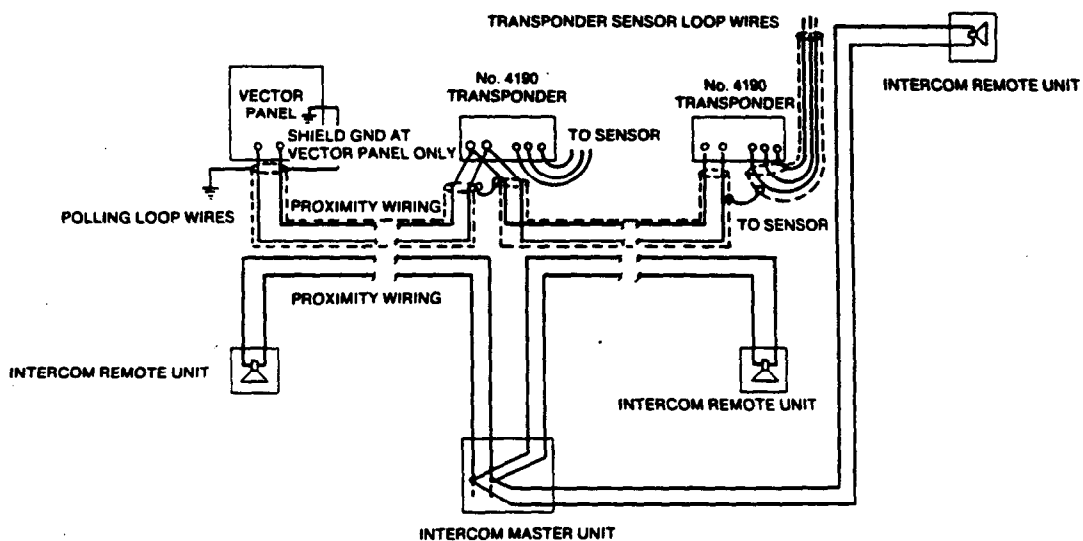 TRANSPONDER SENSOR LOOP WIRES
INTERCOM REMOTE UNIT
No. 4190
TRANSPONDER
No. 4190
TRANSPONDER
VECTOR
PANEL
SHIELD GND AT
VECTOR PANEL ONLY
TO SENSOR
POLLING LOOP WIRES
PROXIMITY WIRING
TO SENSOR
PROXIMITY WIRING
INTERCOM REMOTE UNIT
INTERCOM REMOTE UNIT
INTERCOM MASTER UNIT